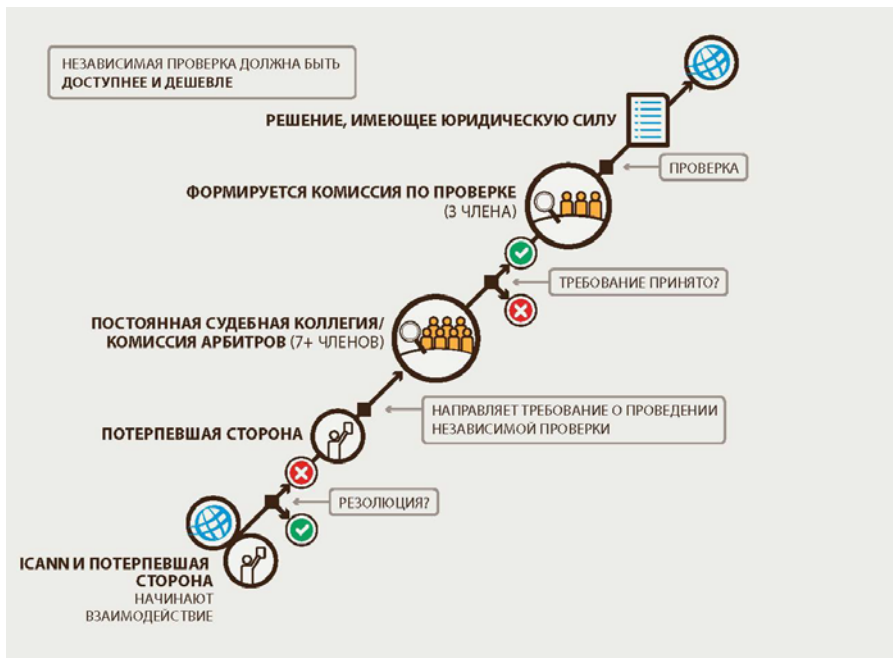 НЕЗАВИСИМАЯ ПРОВЕРКА ДОЛЖНА БЫТЬ
ДОСТУПНЕЕ И ДЕШЕВЛЕ
РЕШЕНИЕ, ИМЕЮЩЕЕ ЮРИДИЧЕСКУЮ СИЛУ
ПРОВЕРКА
ФОРМИРУЕТСЯ КОМИССИЯ ПО ПРОВЕРКЕ
(3 ЧЛЕНА)
ТРЕБОВАНИЕ ПРИНЯТО?
ПОСТОЯННАЯ СУДЕБНАЯ КОЛЛЕГИЯ/
КОМИССИЯ АРБИТРОВ (7+ ЧЛЕНОВ)
НАПРАВЛЯЕТ ТРЕБОВАНИЕ О ПРОВЕДЕНИИ
НЕЗАВИСИМОЙ ПРОВЕРКИ
ПОТЕРПЕВШАЯ СТОРОНА
РЕЗОЛЮЦИЯ?
ICANN И ПОТЕРПЕВШАЯ
СТОРОНА
НАЧИНАЮТ
ВЗАИМОДЕЙСТВИЕ